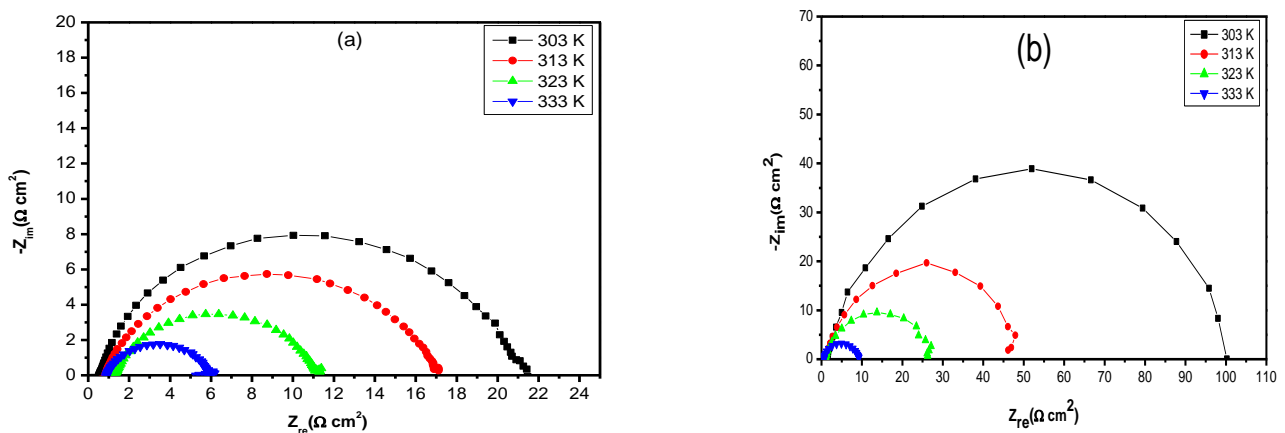 (a)
303 K
313 K
323 K
333 K
20
18
16
14
12
10
8
6
4
2
0
-Z_im(Ω cm²)
0 2 4 6 8 10 12 14 16 18 20 22 24
Z_re(Ω cm²)
(b)
303 K
313 K
323 K
333 K
70
60
50
40
30
20
10
0
-Z_im(Ω cm²)
0 10 20 30 40 50 60 70 80 90 100 110
Z_re(Ω cm²)